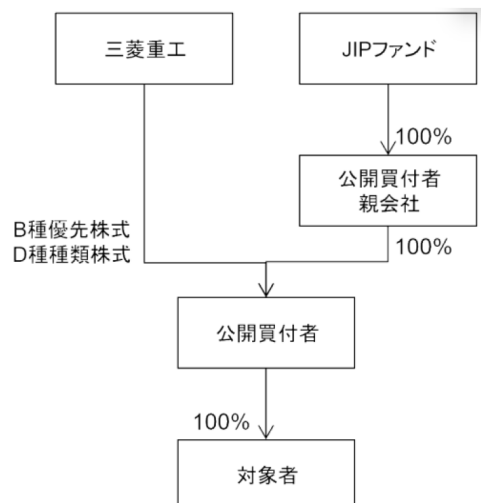 三菱重工
JIPファンド
100%
公開買付者
親会社
B種優先株式
D種種類株式
100%
公開買付者
100%
対象者